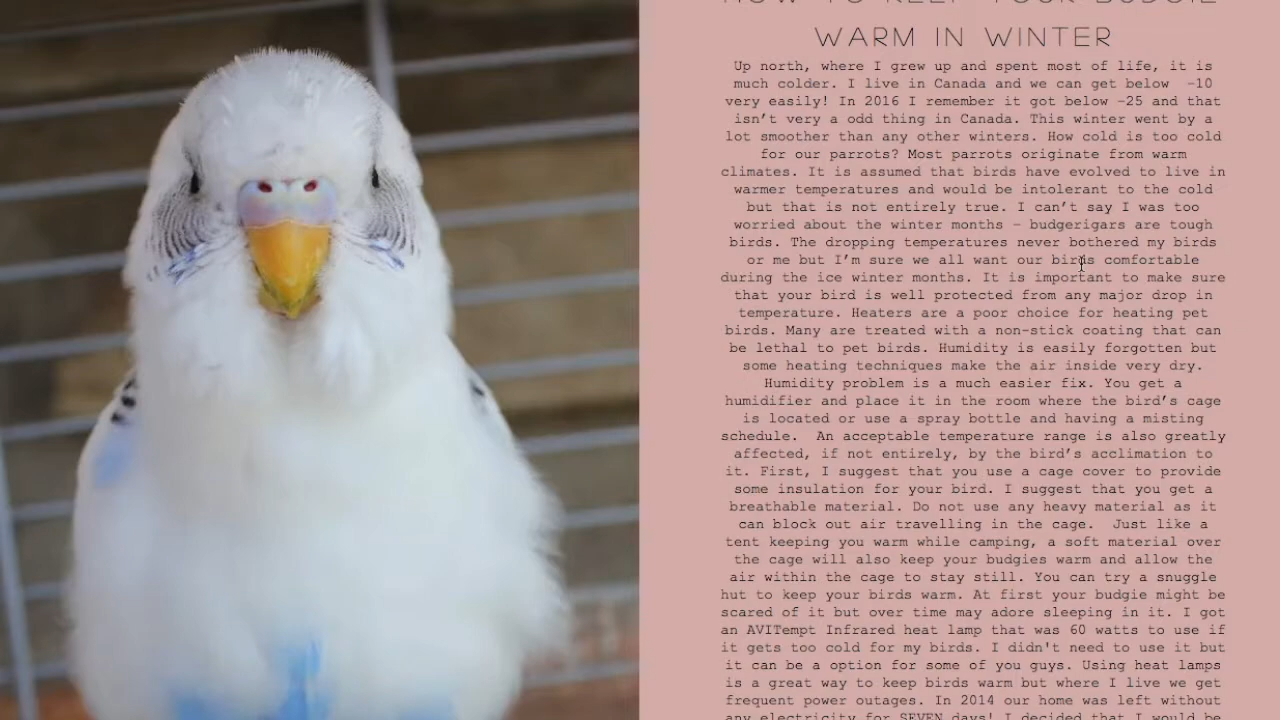 HOW TO KEEP YOUR BUDGIE
WARM IN WINTER
Up north, where I grew up and spent most of life, it is
much colder. I live in Canada and we can get below -10
very easily! In 2016 I remember it got below -25 and that
isn't very a odd thing in Canada. This winter went by a
lot smoother than any other winters. How cold is too cold
for our parrots? Most parrots originate from warm
climates. It is assumed that birds have evolved to live in
warmer temperatures and would be intolerant to the cold
but that is not entirely true. I can't say I was too
worried about the winter months - budgerigars are tough
birds. The dropping temperatures never bothered my birds
or me but I'm sure we all want our birds comfortable
during the ice winter months. It is important to make sure
that your bird is well protected from any major drop in
temperature. Heaters are a poor choice for heating pet
birds. Many are treated with a non-stick coating that can
be lethal to pet birds. Humidity is easily forgotten but
some heating techniques make the air inside very dry.
Humidity problem is a much easier fix. You get a
humidifier and place it in the room where the bird's cage
is located or use a spray bottle and having a misting
schedule.  An acceptable temperature range is also greatly
affected, if not entirely, by the bird's acclimation to
it. First, I suggest that you use a cage cover to provide
some insulation for your bird. I suggest that you get a
breathable material. Do not use any heavy material as it
can block out air travelling in the cage.  Just like a
tent keeping you warm while camping, a soft material over
the cage will also keep your budgies warm and allow the
air within the cage to stay still. You can try a snuggle
hut to keep your birds warm. At first your budgie might be
scared of it but over time may adore sleeping in it. I got
an AVITempt Infrared heat lamp that was 60 watts to use if
it gets too cold for my birds. I didn't need to use it but
it can be a option for some of you guys. Using heat lamps
is a great way to keep birds warm but where I live we get
frequent power outages. In 2014 our home was left without
any electricity for SEVEN days! I decided that I would be